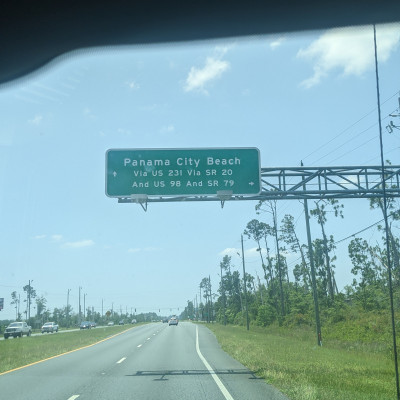 Panama City Beach
Via US 231 Via SR 20
And US 98 And SR 79